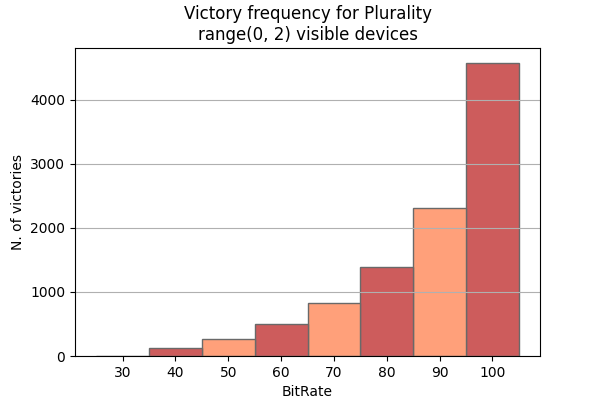 Victory frequency for Plurality
range(0, 2) visible devices
N. of victories
4000
3000
2000
1000
0
30 40 50 60 70 80 90 100
BitRate